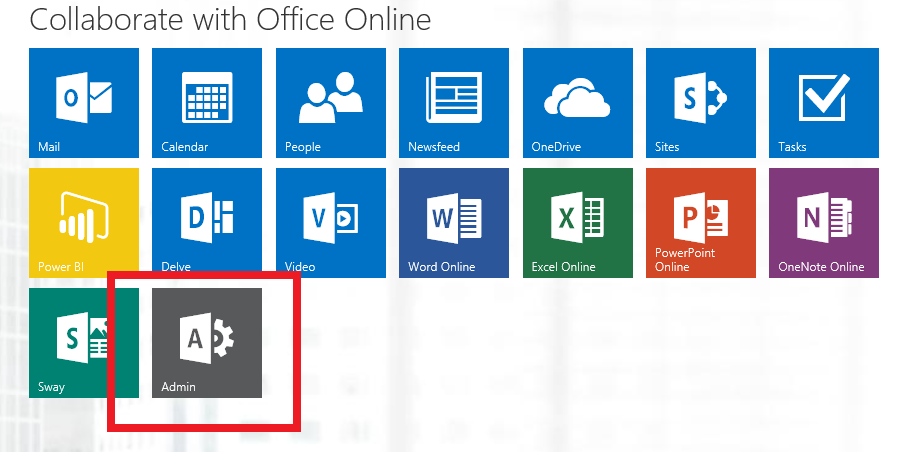 Collaborate with Office Online
O
S
Mail
Calendar
People
Newsfeed
OneDrive
Sites
Tasks
D
V
W
X
P
N
Power BI
Delve
Video
Word Online
Excel Online
PowerPoint
Online
OneNote Online
S
A
Sway
Admin